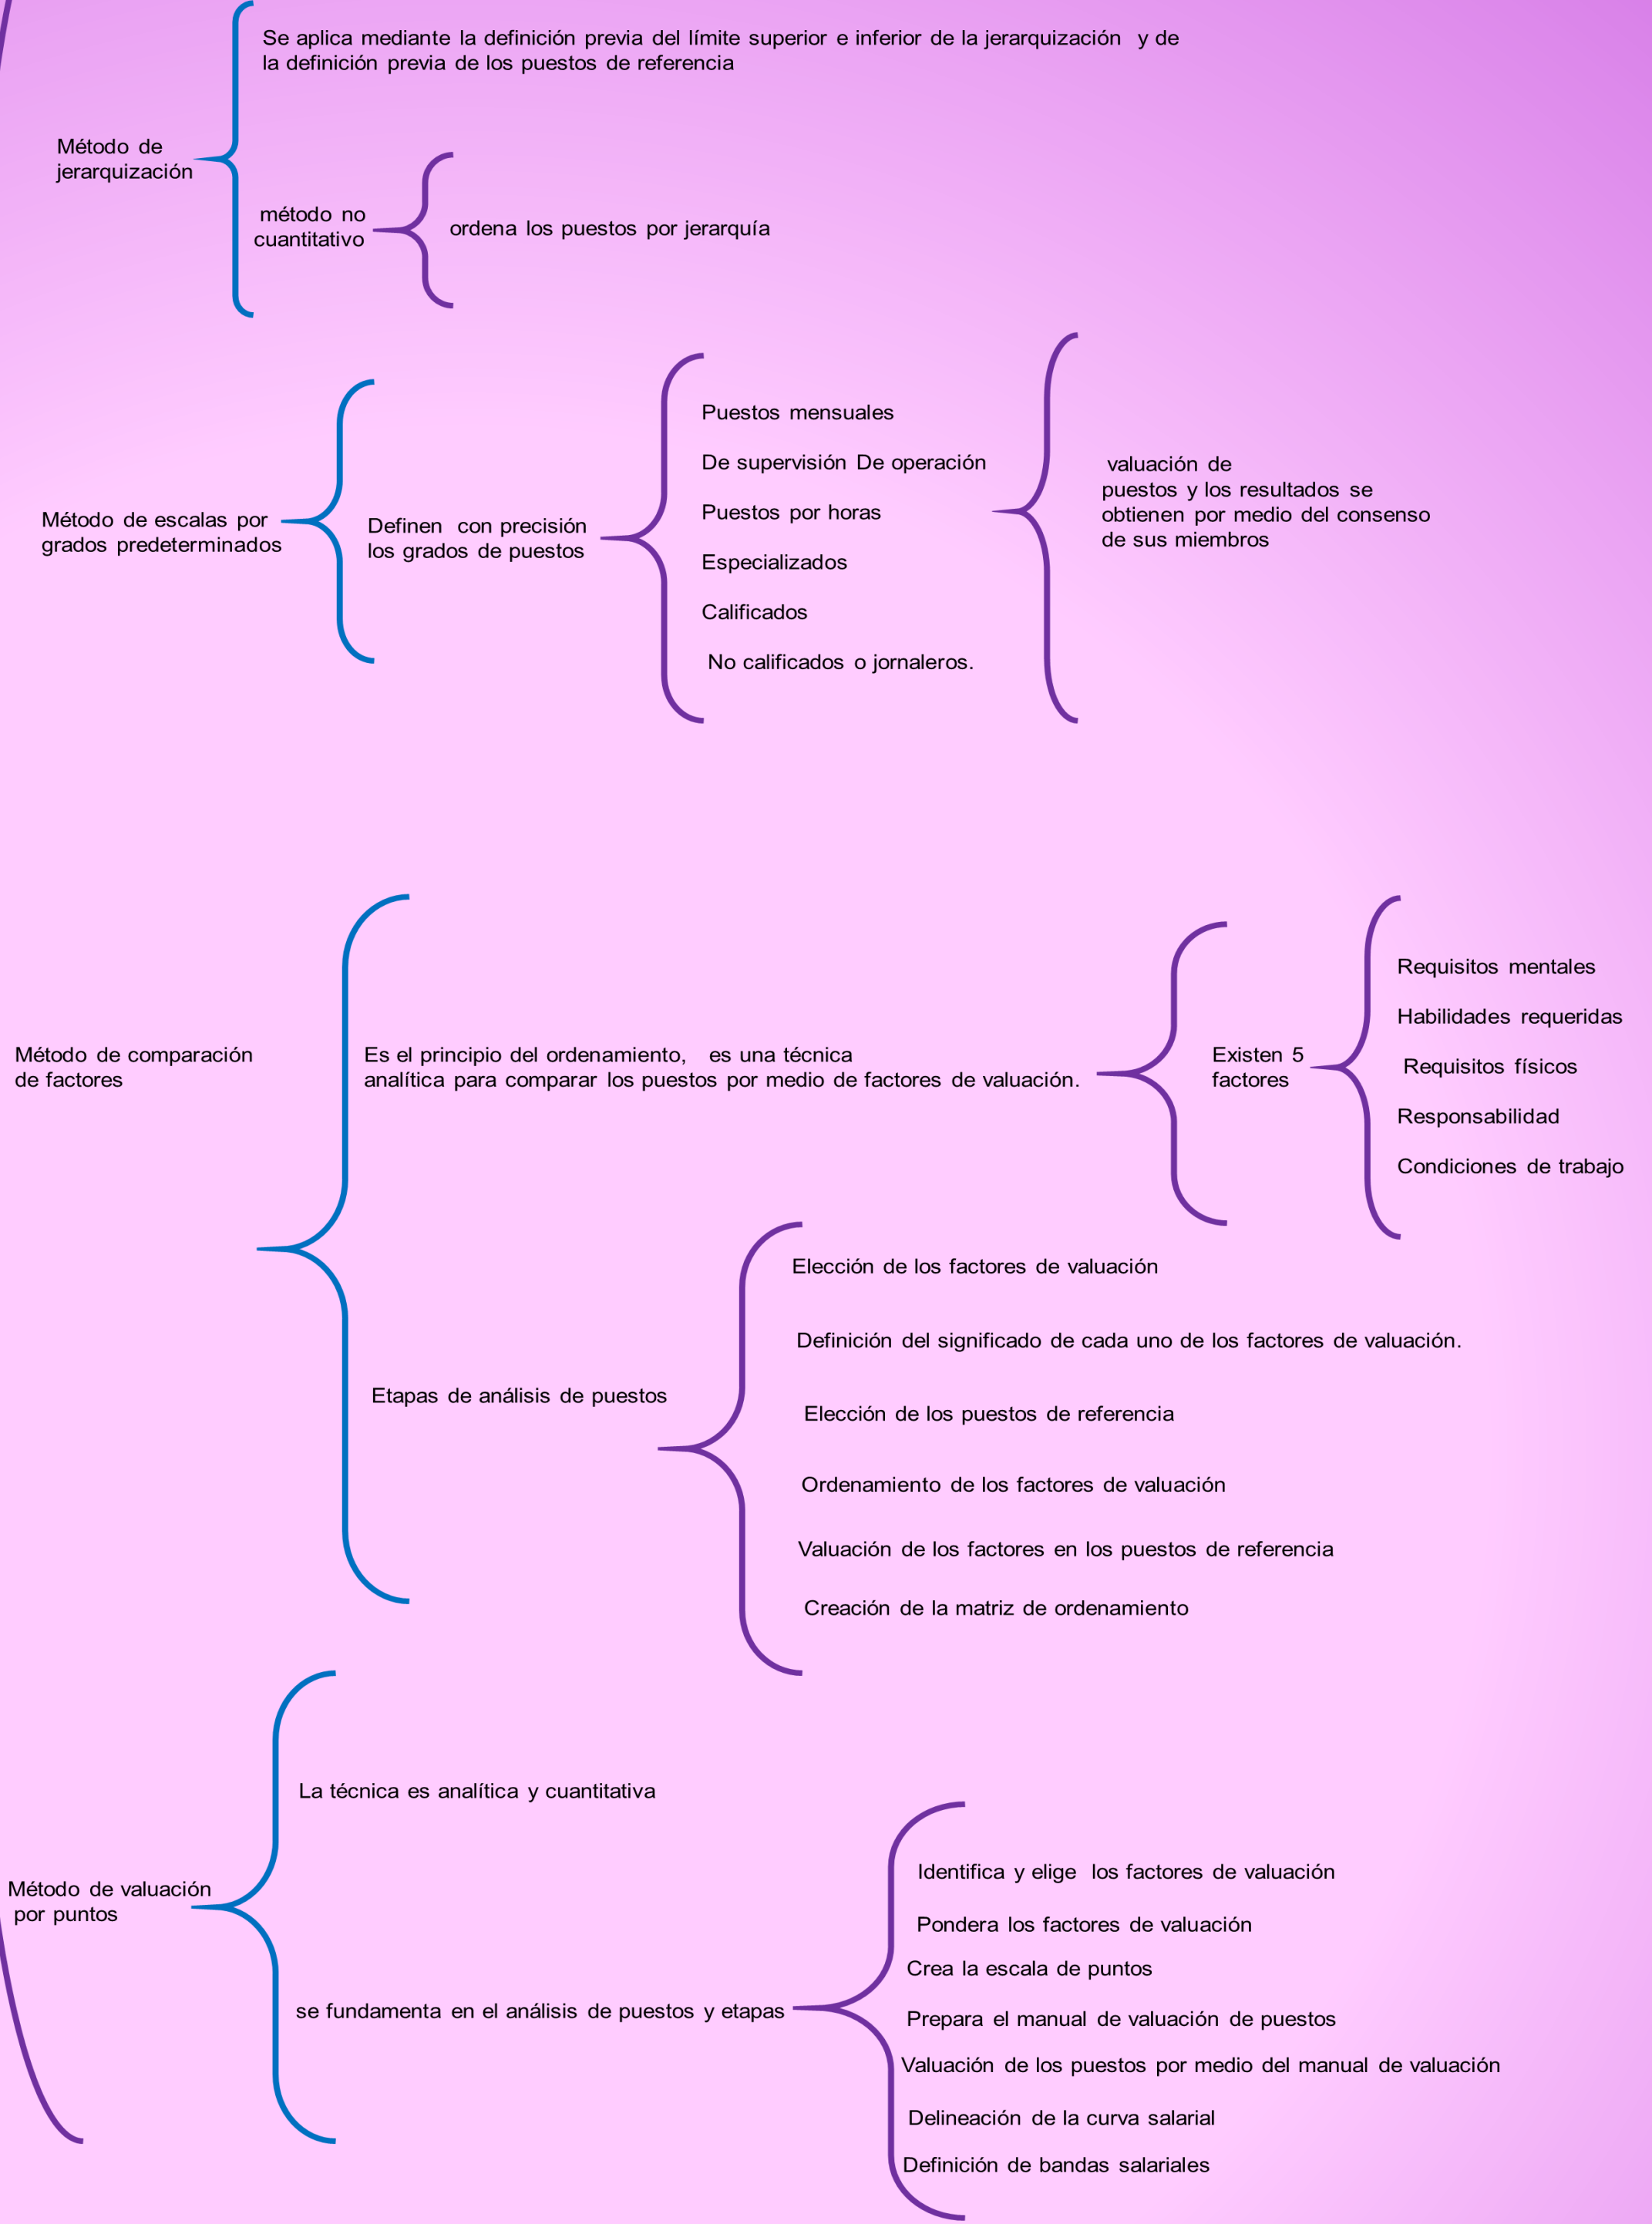 Se aplica mediante la definición previa del límite superior e inferior de la jerarquización y de
la definición previa de los puestos de referencia
Método de
jerarquización
método no
cuantitativo
ordena los puestos por jerarquía
Método de escalas por
grados predeterminados
Definen con precisión
los grados de puestos
Puestos mensuales
De supervisión De operación
Puestos por horas
Especializados
Calificados
No calificados o jornaleros.
valuación de
puestos y los resultados se
obtienen por medio del consenso
de sus miembros
Método de comparación
de factores
Es el principio del ordenamiento, es una técnica
analítica para comparar los puestos por medio de factores de valuación.
Existen 5
factores
Requisitos mentales
Habilidades requeridas
Requisitos físicos
Responsabilidad
Condiciones de trabajo
Etapas de análisis de puestos
Elección de los factores de valuación
Definición del significado de cada uno de los factores de valuación.
Elección de los puestos de referencia
Ordenamiento de los factores de valuación
Valuación de los factores en los puestos de referencia
Creación de la matriz de ordenamiento
Método de valuación
por puntos
La técnica es analítica y cuantitativa
se fundamenta en el análisis de puestos y etapas
Identifica y elige los factores de valuación
Pondera los factores de valuación
Crea la escala de puntos
Prepara el manual de valuación de puestos
Valuación de los puestos por medio del manual de valuación
Delineación de la curva salarial
Definición de bandas salariales